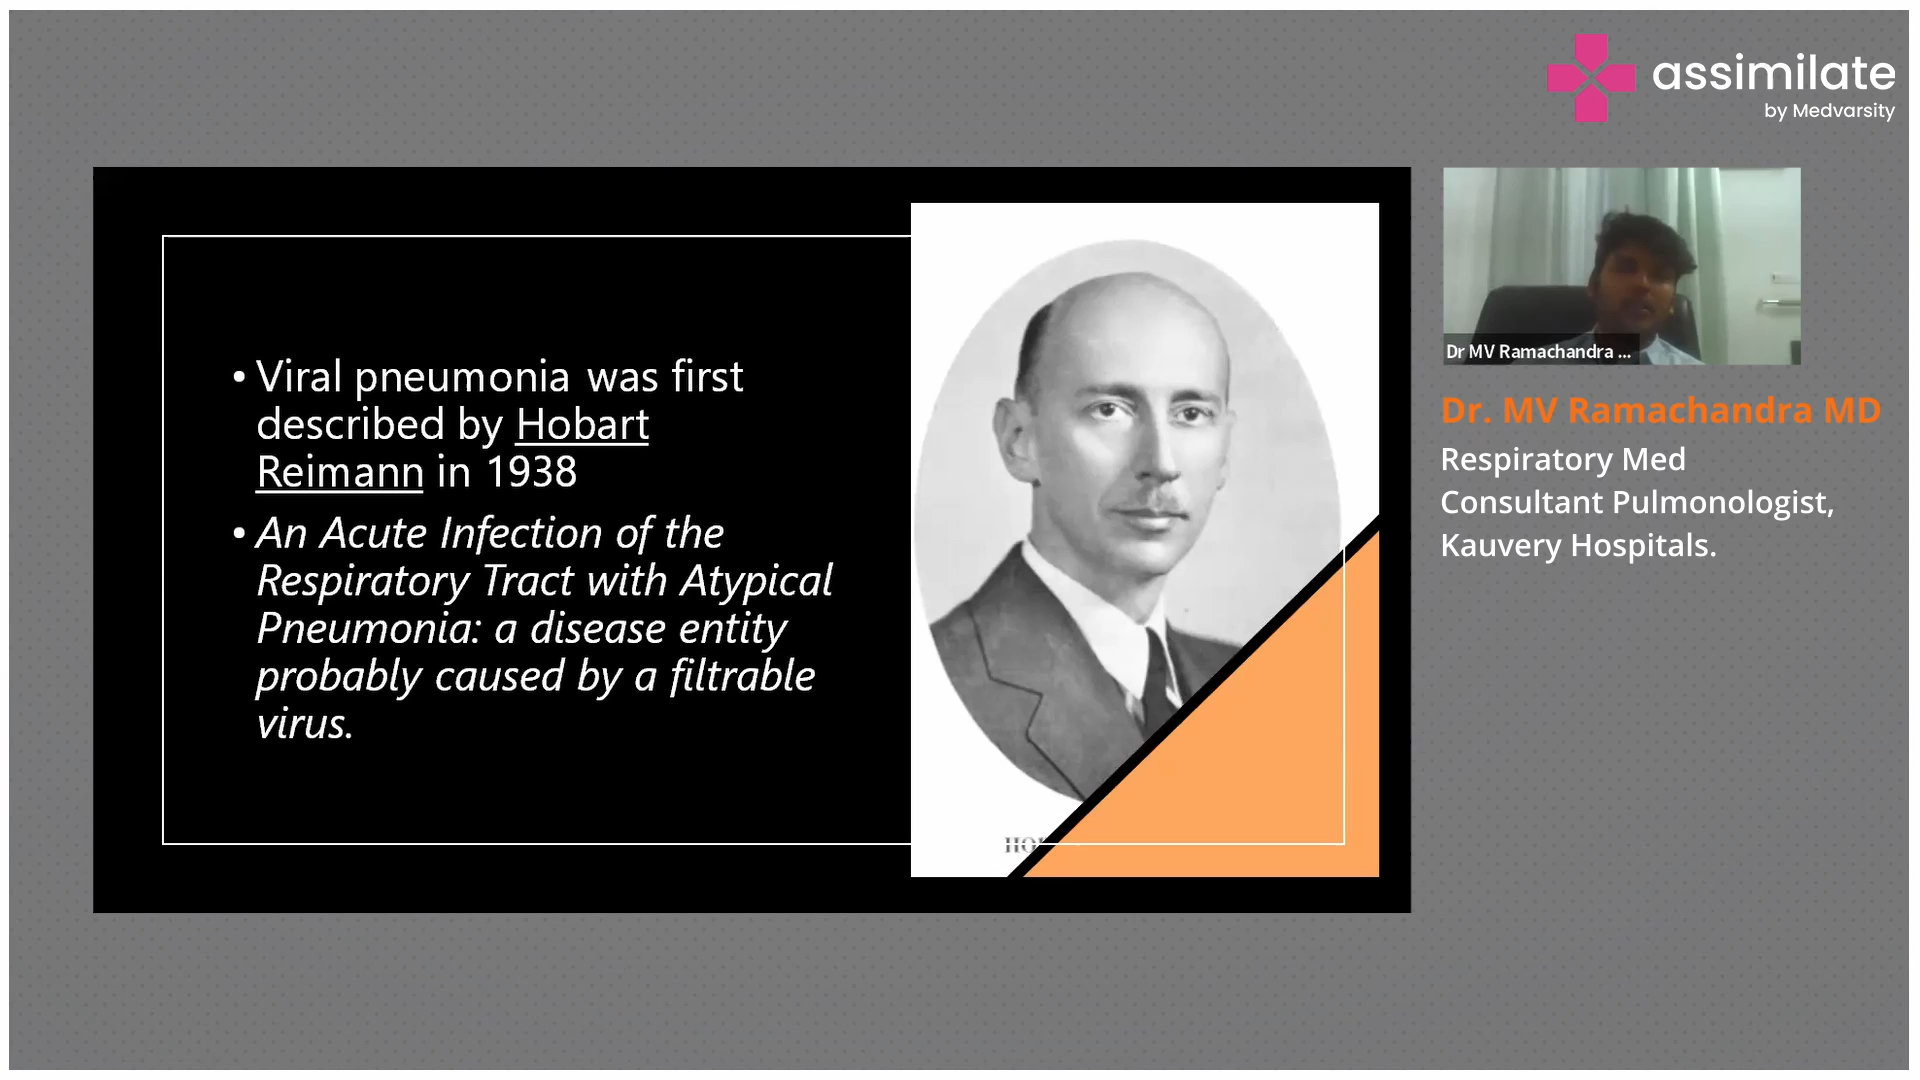 assimilate
by Medvarsity
• Viral pneumonia was first
described by Hobart
Reimann in 1938
• An Acute Infection of the
Respiratory Tract with Atypical
Pneumonia: a disease entity
probably caused by a filtrable
virus.
Dr MV Ramachandra ...
Dr. MV Ramachandra MD
Respiratory Med
Consultant Pulmonologist,
Kauvery Hospitals.